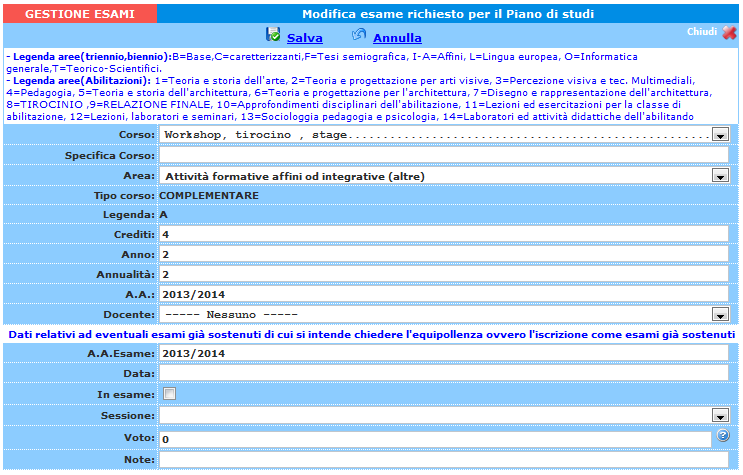 GESTIONE ESAMI Modifica esame richiesto per il Piano di studi
Salva Annulla Chiudi
- Legenda aree(triennio,biennio):B=Base,C=caretterizzanti,F=Tesi semiografica, I-A=Affini, L=Lingua europea, O=Informatica
generale,T=Teorico-Scientifici.
- Legenda aree(Abilitazioni): 1=Teoria e storia dell'arte, 2=Teoria e progettazione per arti visive, 3=Percezione visiva e tec. Multimediali,
4=Pedagogia, 5=Teoria e storia dell'architettura, 6=Teoria e progettazione per l'architettura, 7=Disegno e rappresentazione dell'architettura,
8=TIROCINIO ,9=RELAZIONE FINALE, 10=Approfondimenti disciplinari dell'abilitazione, 11=Lezioni ed esercitazioni per la classe di
abilitazione, 12=Lezioni, laboratori e seminari, 13=Sociologgia pedagogia e psicologia, 14=Laboratori ed attività didattiche dell'abilitando
Corso: Workshop, tirocino , stage...................................................
Specifica Corso:
Area: Attività formative affini od integrative (altre)
Tipo corso: COMPLEMENTARE
Legenda: A
Crediti: 4
Anno: 2
Annualità: 2
A.A.: 2013/2014
Docente: ----- Nessuno -----
Dati relativi ad eventuali esami già sostenuti di cui si intende chiedere l'equipollenza ovvero l'iscrizione come esami già sostenuti
A.A.Esame: 2013/2014
Data:
In esame:
Sessione:
Voto: 0
Note: